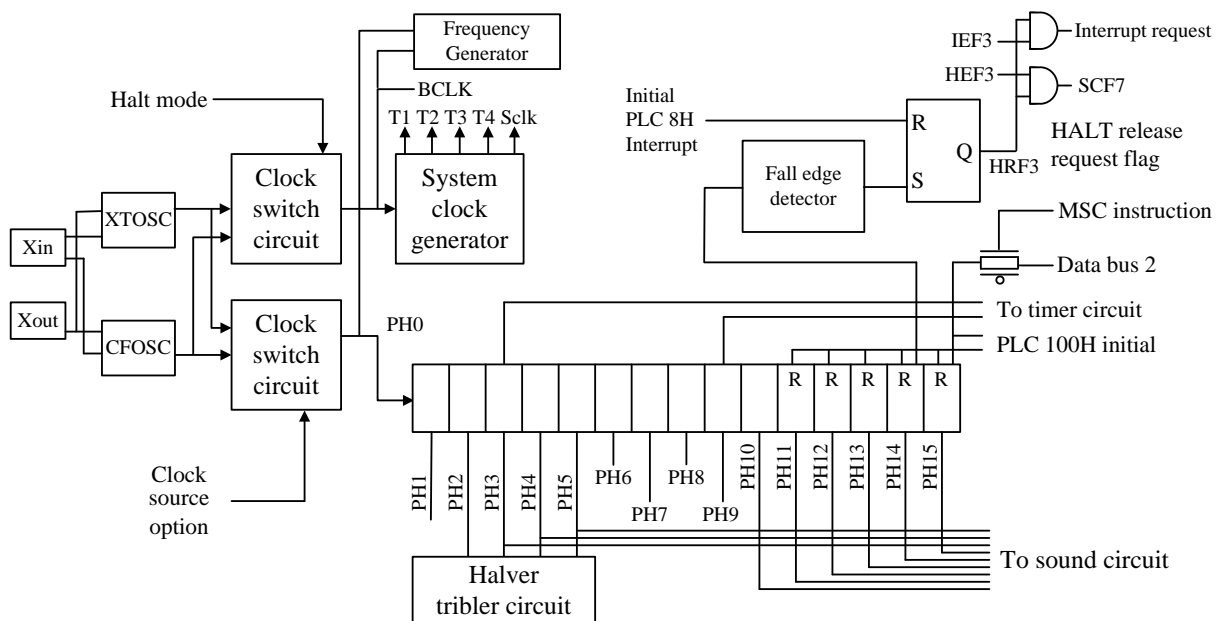 Frequency
Generator
IEF3
Interrupt request
HEF3
SCF7
BCLK
Halt mode
T1 T2 T3 T4 Sclk
Initial
PLC 8H
Interrupt
R
Q
S
HRF3
HALT release
request flag
Fall edge
detector
Clock
switch
circuit
System
clock
generator
XTOSC
Xin
MSC instruction
Data bus 2
Xout
CFOSC
Clock
switch
circuit
PH0
To timer circuit
PLC 100H initial
R R R R R
Clock
source
option
PH1
PH2
PH3
PH4
PH5
PH6
PH7
PH8
PH9
PH10
PH11
PH12
PH13
PH14
PH15
Halver
tribler circuit
To sound circuit